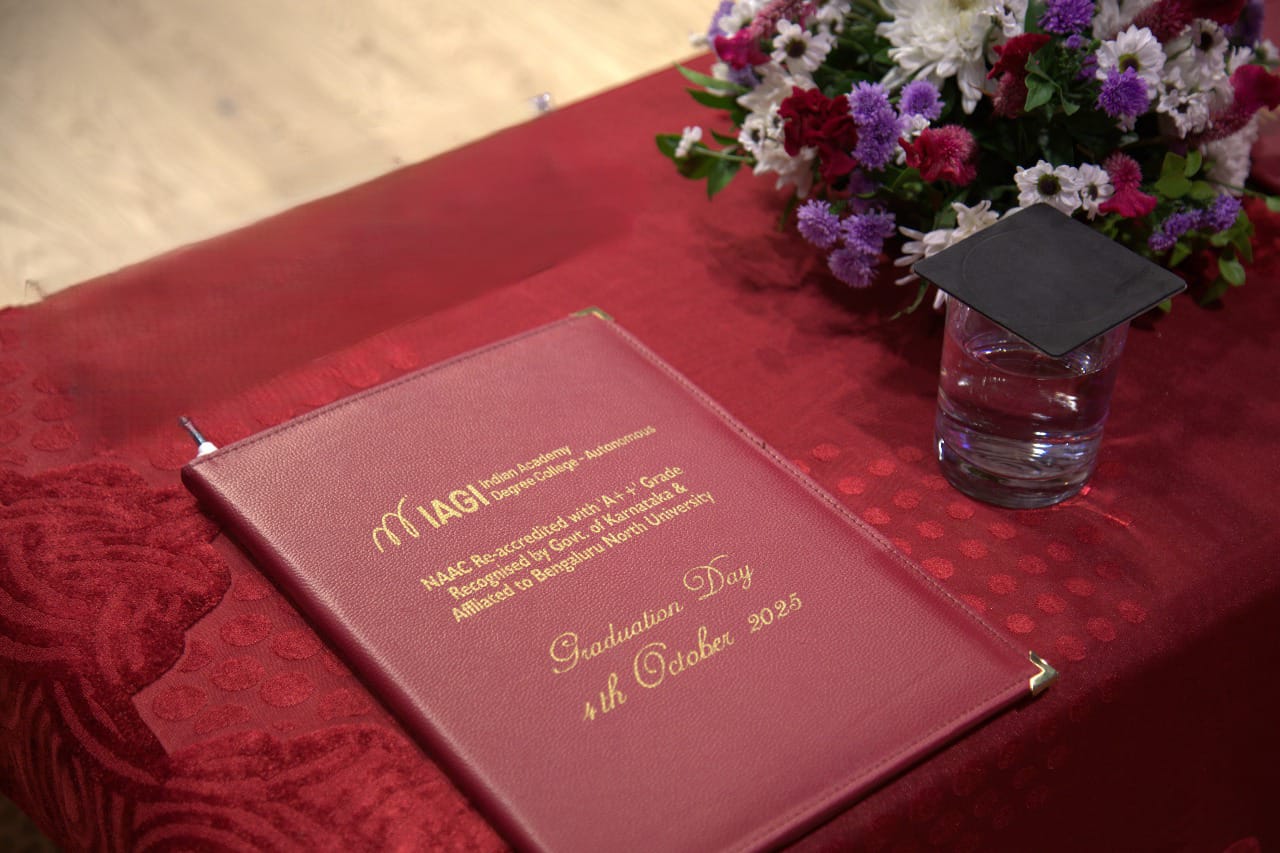 IAGI Indian Academy
Degree College - Autonomous
NAAC Re-accredited with 'A++' Grade
Recognised by Govt. of Karnataka &
Affiliated to Bengaluru North University
Graduation Day
4th October 2025